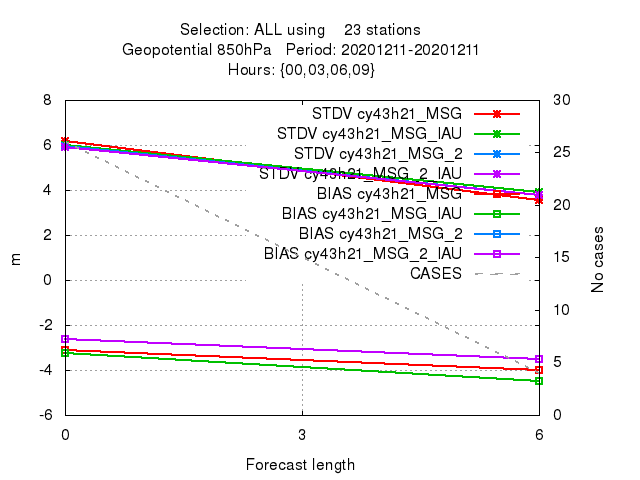 Selection: ALL using 23 stations
Geopotential 850hPa Period: 20201211-20201211
Hours: {00,03,06,09}
8 30
STDV cy43h21_MSG
STDV cy43h21_MSG_IAU
6 25
STDV cy43h21_MSG_2
STDV cy43h21_MSG_2_IAU
4 20
BIAS cy43h21_MSG
BIAS cy43h21_MSG_IAU
2 15
BIAS cy43h21_MSG_2
BIAS cy43h21_MSG_2_IAU
m No cases
CASES
0 10
-2 5
-4
-6 0
0 3 6
Forecast length